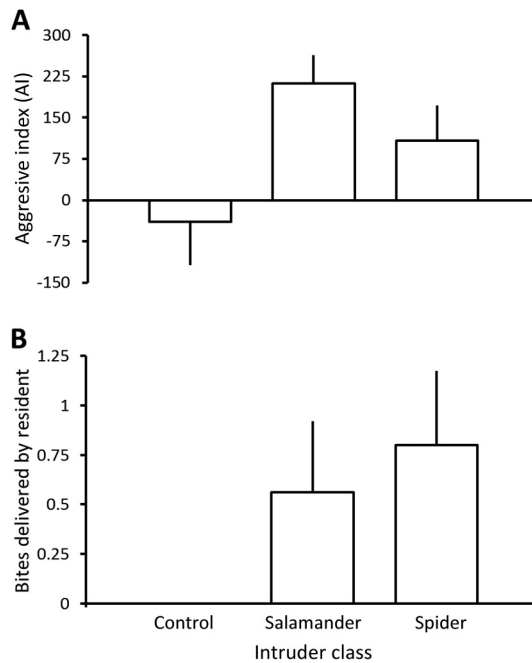 A
Aggresive index (AI)
300
225
150
75
0
-75
-150
B
Bites delivered by resident
1.25
1
0.75
0.5
0.25
0
Control Salamander Spider
Intruder class